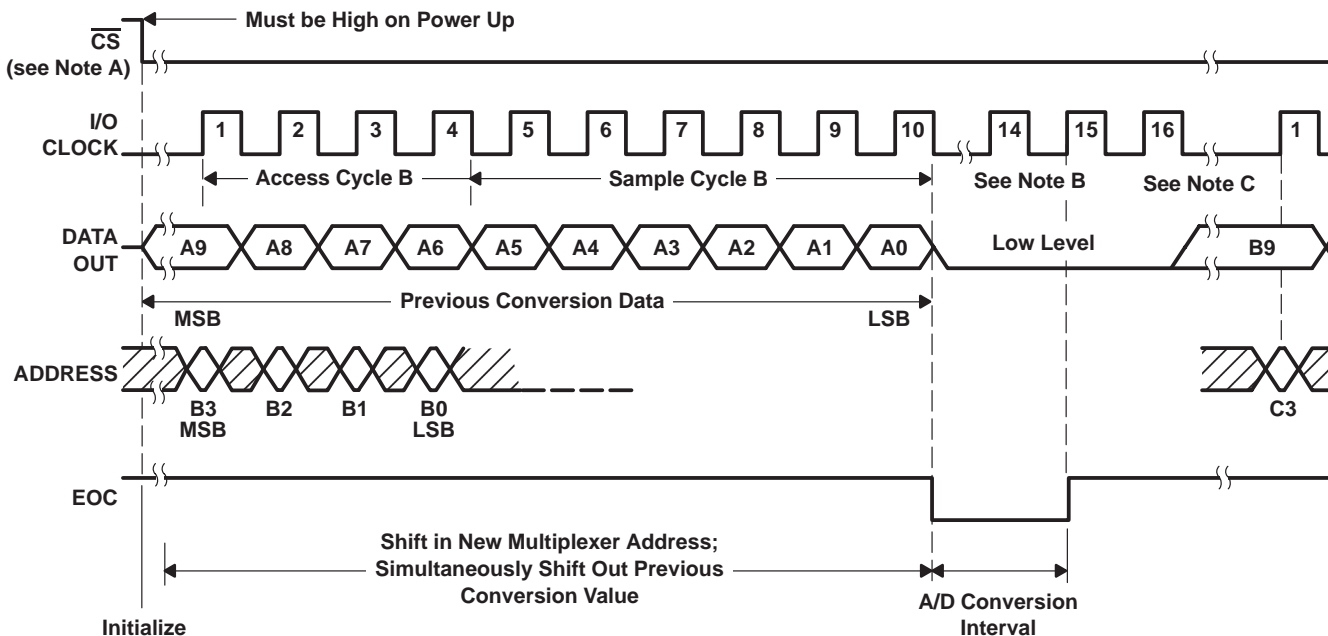 Must be High on Power Up
CS
(see Note A)
I/O
CLOCK
1 2 3 4 5 6 7 8 9 10 14 15 16 1
Access Cycle B
Sample Cycle B
See Note B
See Note C
DATA
OUT
A9 A8 A7 A6 A5 A4 A3 A2 A1 A0
Low Level
B9
Previous Conversion Data
MSB
LSB
ADDRESS
B3 B2 B1 B0
MSB
LSB
C3
EOC
Shift in New Multiplexer Address;
Simultaneously Shift Out Previous
Conversion Value
A/D Conversion
Interval
Initialize